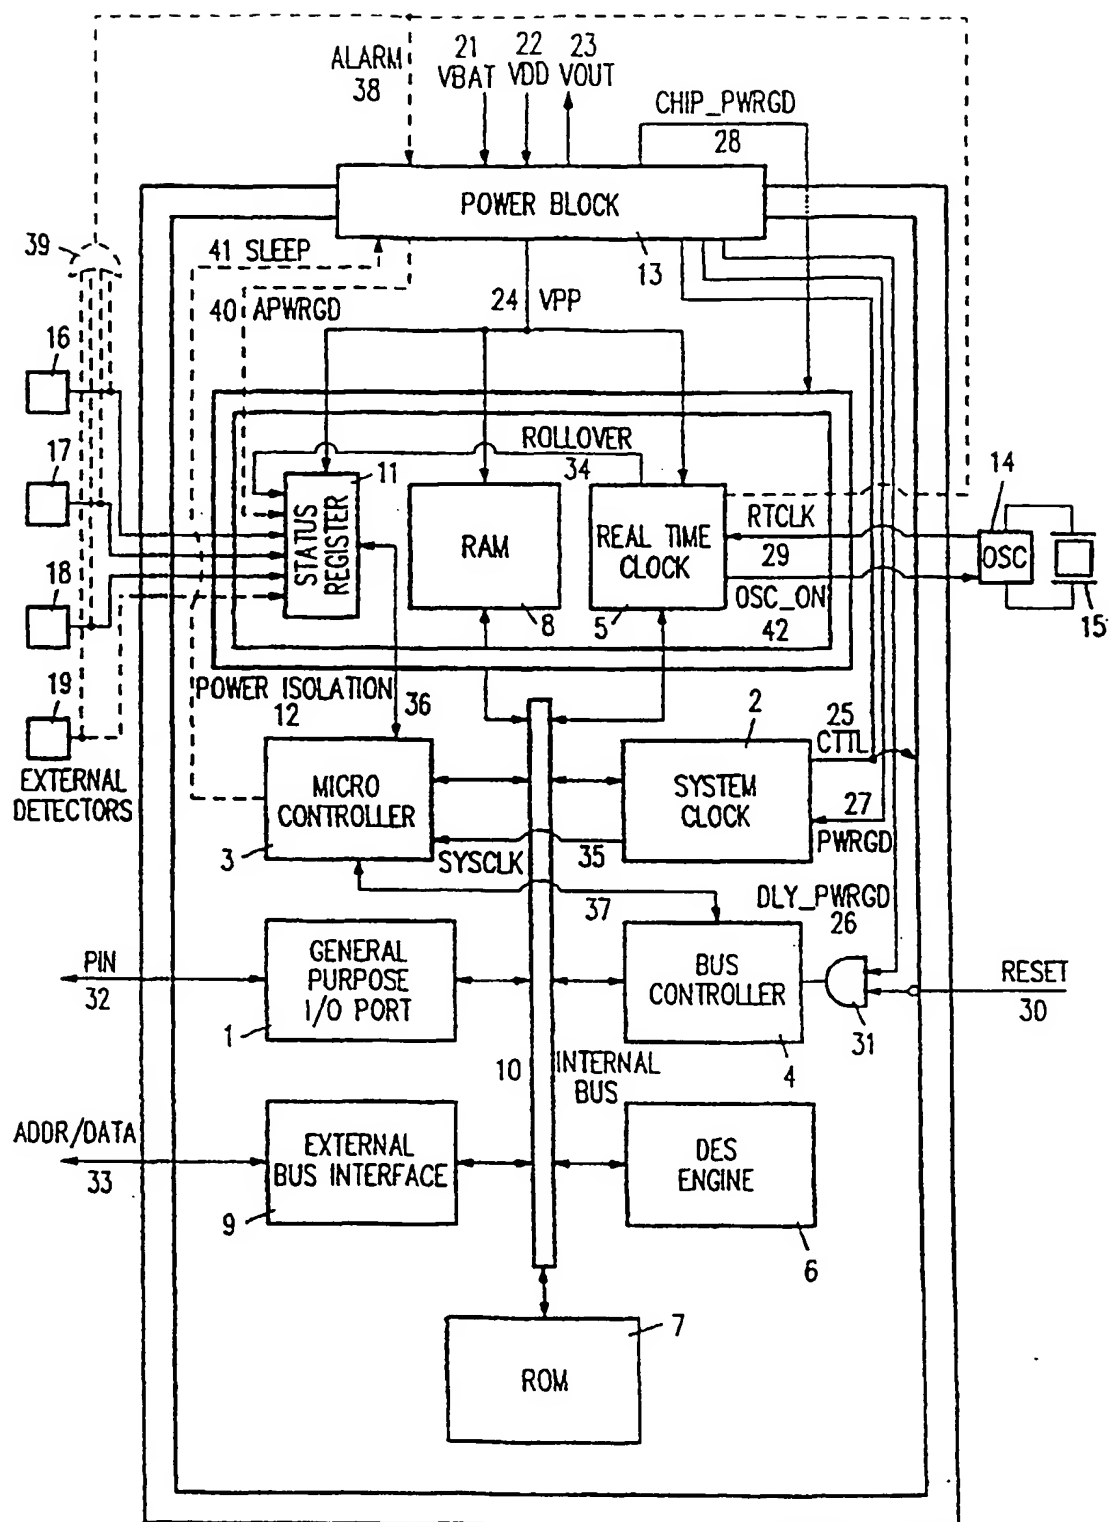 ALARM
38
21
VBAT
22
VDD
23
VOUT
CHIP_PWRGD
28
POWER BLOCK
13
39
41 SLEEP
40 APWRGD
24 VPP
16
17
18
19
EXTERNAL
DETECTORS
ROLLOVER
34
11
STATUS
REGISTER
RAM
8
REAL TIME
CLOCK
5
RTCLK
29
OSC_ON
42
14
OSC
15
POWER ISOLATION
12
36
MICRO
CONTROLLER
3
SYSCLK
35
2
SYSTEM
CLOCK
25
CTTL
27
PWRGD
37
DLY_PWRGD
26
PIN
32
GENERAL
PURPOSE
I/O PORT
1
BUS
CONTROLLER
4
31
RESET
30
10
INTERNAL
BUS
ADDR/DATA
33
EXTERNAL
BUS INTERFACE
9
DES
ENGINE
6
7
ROM